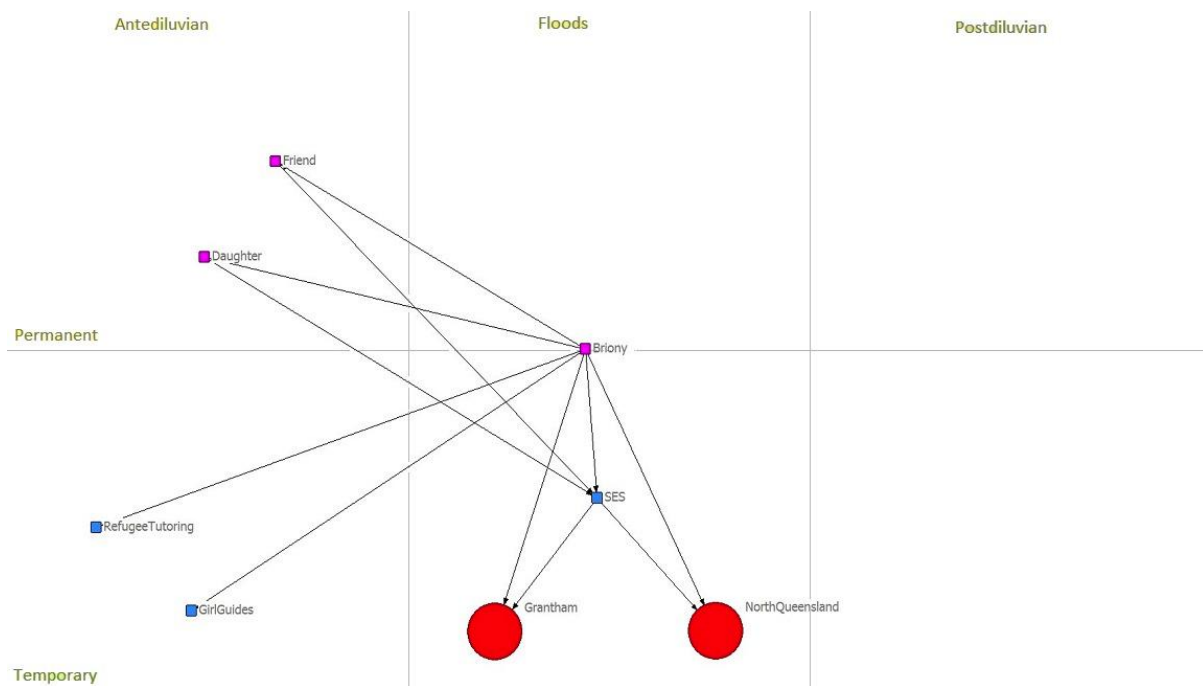 Antediluvian
Floods
Postdiluvian
Friend
Daughter
Permanent
Briony
SES
RefugeeTutoring
GirlGuides
Grantham
NorthQueensland
Temporary